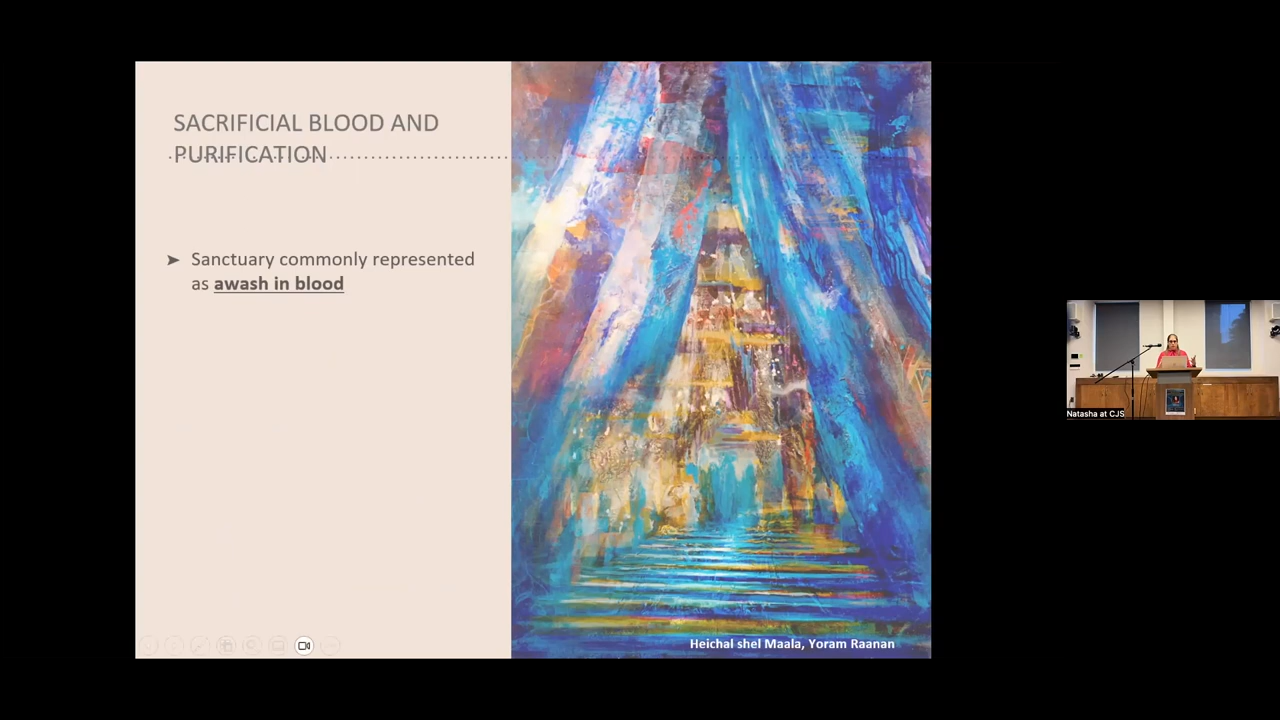 SACRIFICIAL BLOOD AND
PURIFICATION
Sanctuary commonly represented
as awash in blood
Heichal shel Maala, Yoram Raanan
Natasha at CJS